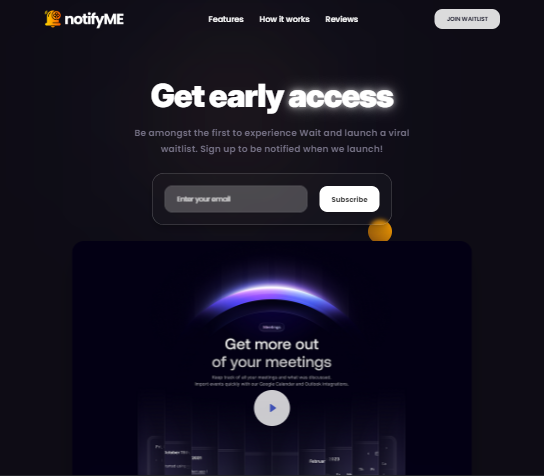 notifyME
Features How it works Reviews
JOIN WAITLIST
Get early access
Be amongst the first to experience Wait and launch a viral
waitlist. Sign up to be notified when we launch!
Enter your email
Subscribe
Meetings
Get more out
of your meetings
Keep track of all your meetings and what was discussed.
Import events quickly with our Google Calendar and Outlook integrations.